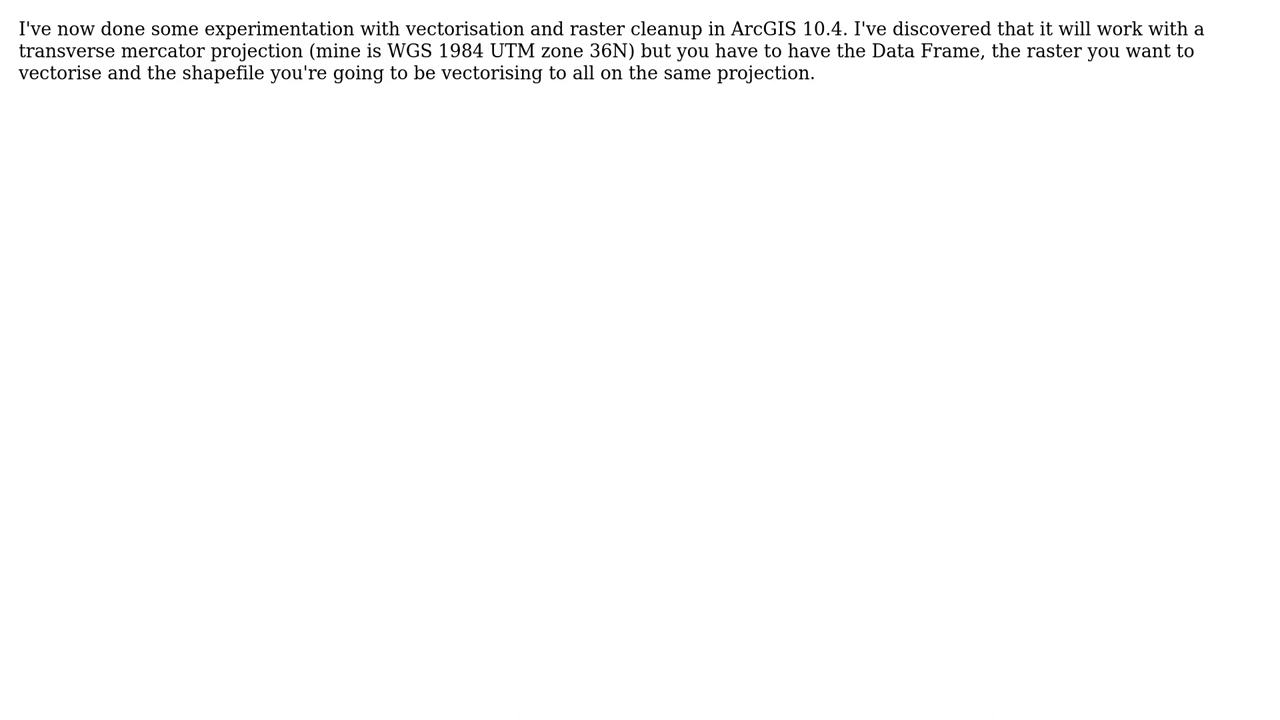 I've now done some experimentation with vectorisation and raster cleanup in ArcGIS 10.4. I've discovered that it will work with a
transverse mercator projection (mine is WGS 1984 UTM zone 36N) but you have to have the Data Frame, the raster you want to
vectorise and the shapefile you're going to be vectorising to all on the same projection.